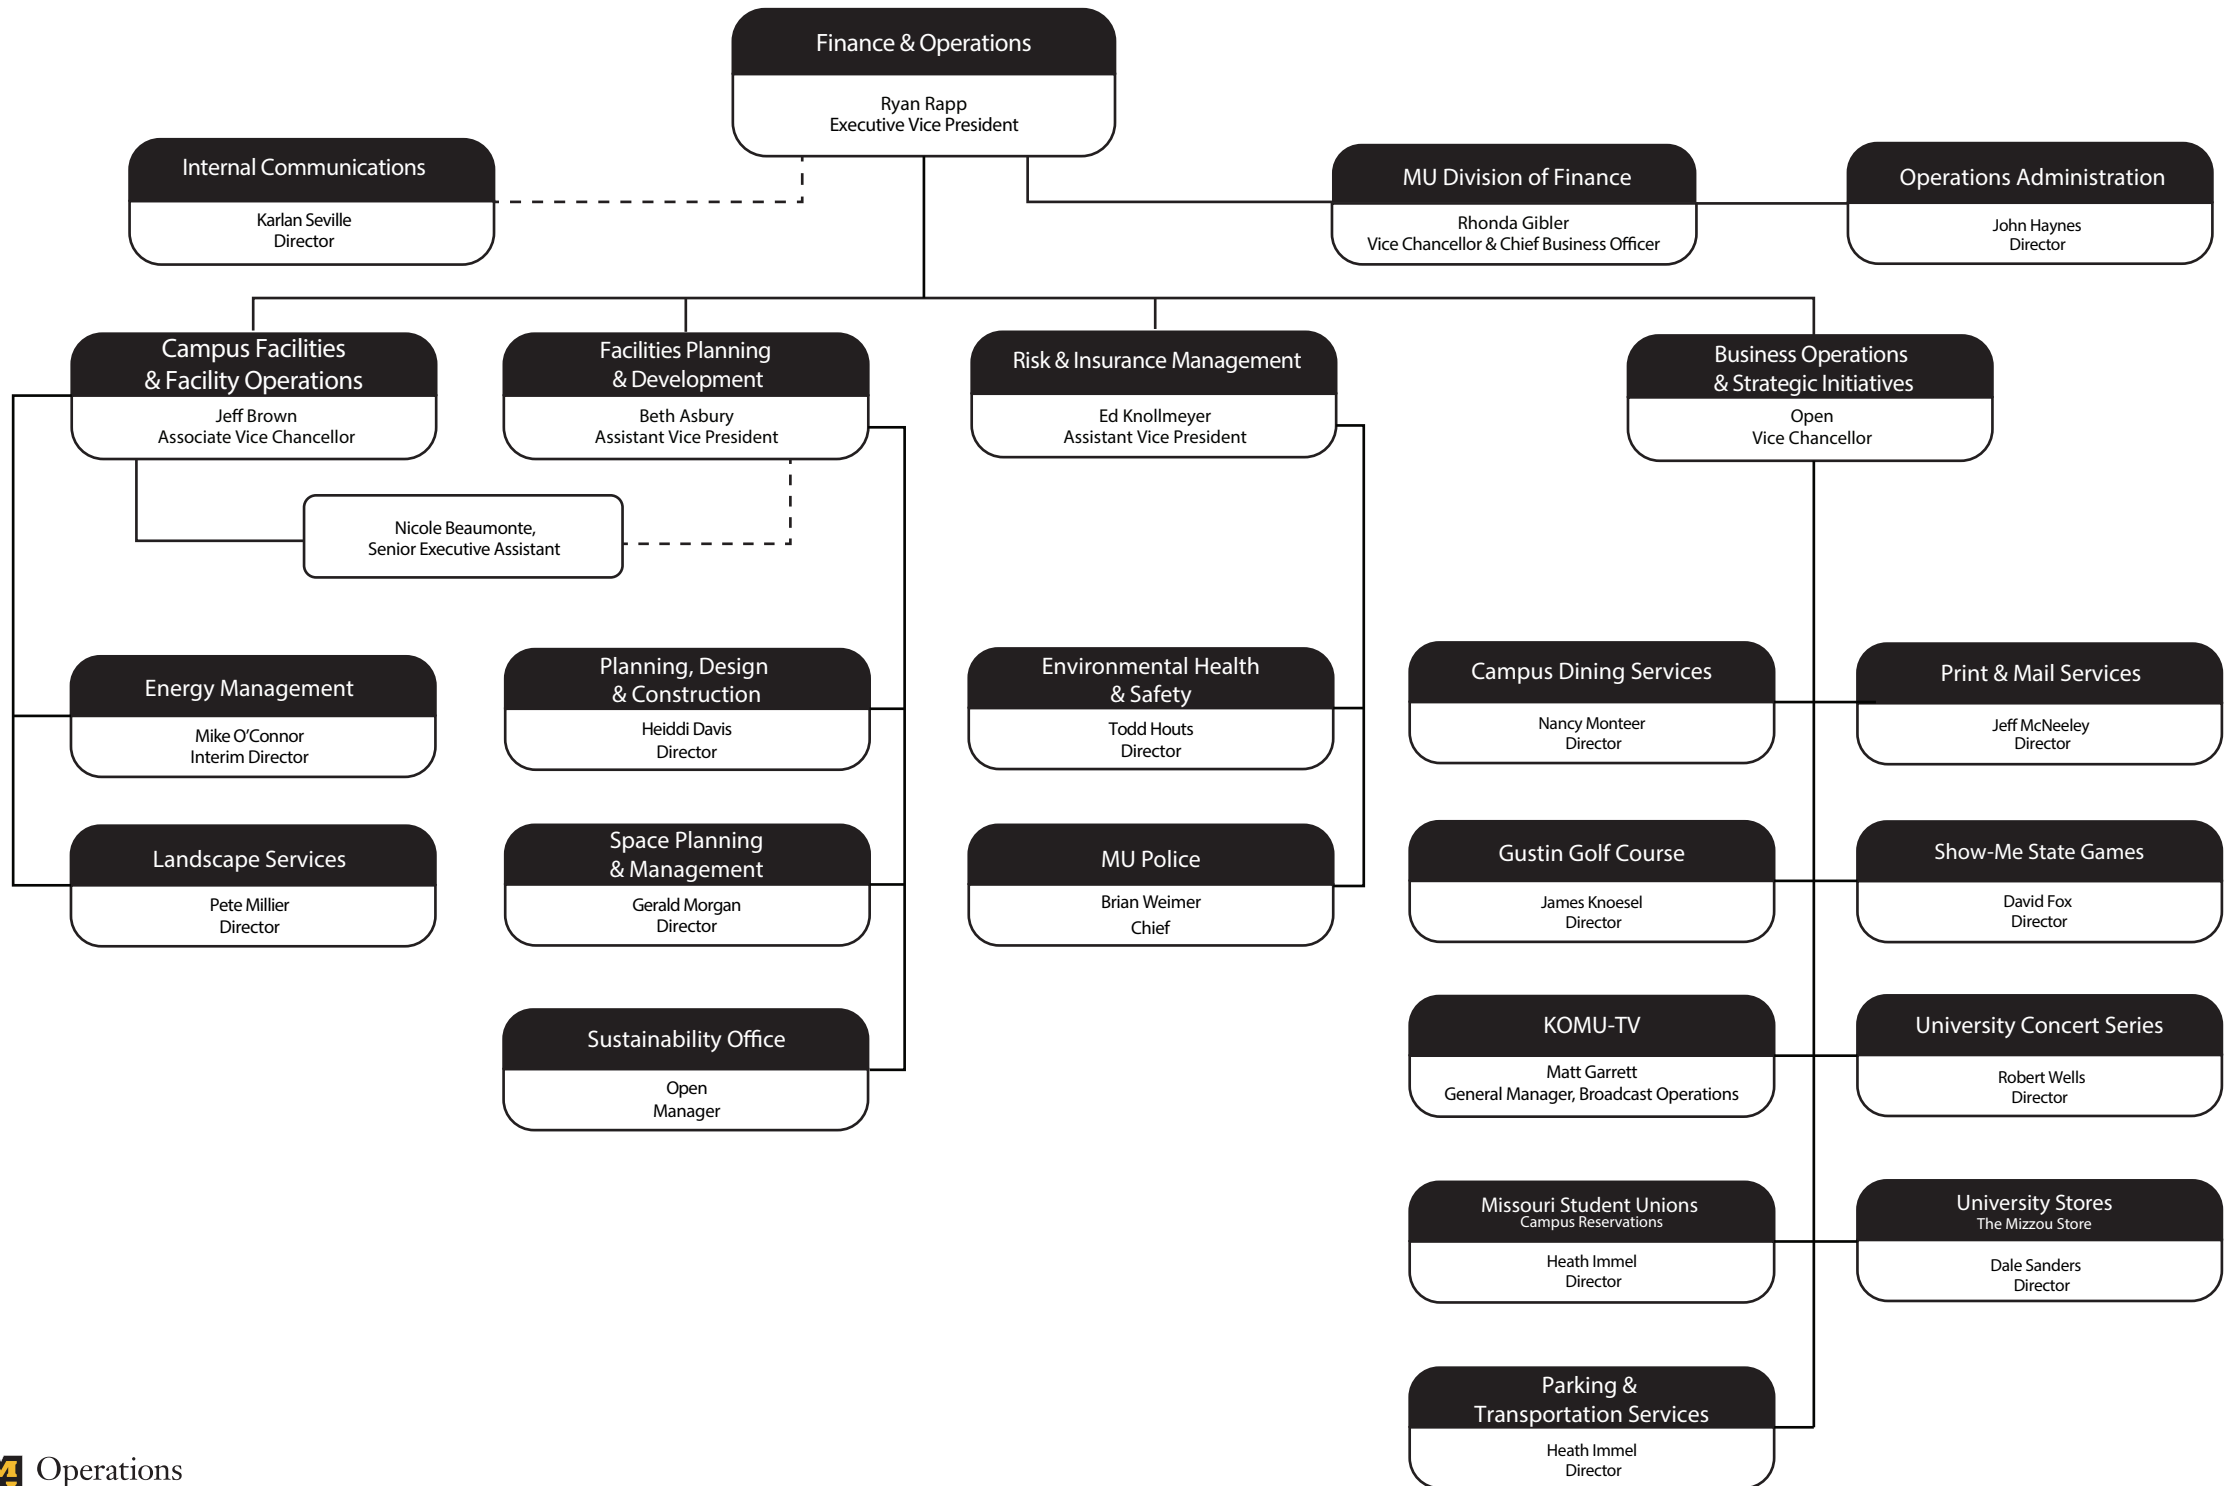 Finance & Operations
Ryan Rapp
Executive Vice President
Internal Communications
Karlan Seville
Director
MU Division of Finance
Rhonda Gibler
Vice Chancellor & Chief Business Officer
Operations Administration
John Haynes
Director
Campus Facilities
& Facility Operations
Jeff Brown
Associate Vice Chancellor
Facilities Planning
& Development
Beth Asbury
Assistant Vice President
Risk & Insurance Management
Ed Knollmeyer
Assistant Vice President
Business Operations
& Strategic Initiatives
Open
Vice Chancellor
Nicole Beaumonte,
Senior Executive Assistant
Energy Management
Mike O’Connor
Interim Director
Planning, Design
& Construction
Heiddi Davis
Director
Environmental Health
& Safety
Todd Houts
Director
Campus Dining Services
Nancy Monteer
Director
Print & Mail Services
Jeff McNeeley
Director
Landscape Services
Pete Millier
Director
Space Planning
& Management
Gerald Morgan
Director
MU Police
Brian Weimer
Chief
Gustin Golf Course
James Knoesel
Director
Show-Me State Games
David Fox
Director
Sustainability Office
Open
Manager
KOMU-TV
Matt Garrett
General Manager, Broadcast Operations
University Concert Series
Robert Wells
Director
Missouri Student Unions
Campus Reservations
Heath Immel
Director
University Stores
The Mizzou Store
Dale Sanders
Director
Parking &
Transportation Services
Heath Immel
Director
Operations